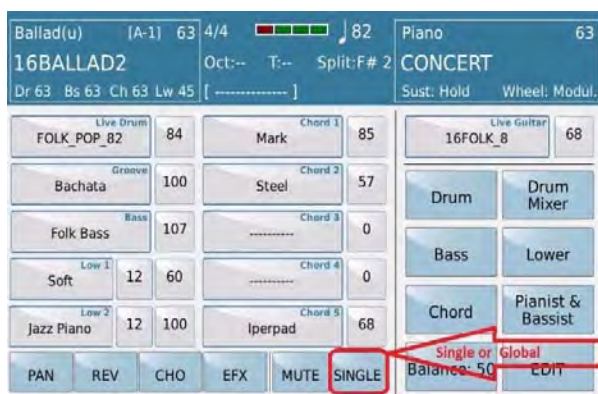 Ballad(u) [A-1] 63
16BALLAD2
Dr 63 Bs 63 Ch 63 Lw 45
4/4 82
Oct:-- T:-- Split:F# 2
[ ------------- ]
Piano 63
CONCERT
Sust: Hold Wheel: Modul.
Live Drum
FOLK_POP_82 84
Groove
Bachata 100
Bass
Folk Bass 107
Low 1
Soft 12 60
Low 2
Jazz Piano 12 100
Chord 1
Mark 85
Chord 2
Steel 57
Chord 3
---------- 0
Chord 4
---------- 0
Chord 5
Iperpad 68
Live Guitar
16FOLK_8 68
Drum
Drum
Mixer
Bass
Lower
Chord
Pianist &
Bassist
Single or Global
Balance: 50
EDIT
PAN REV CHO EFX MUTE SINGLE